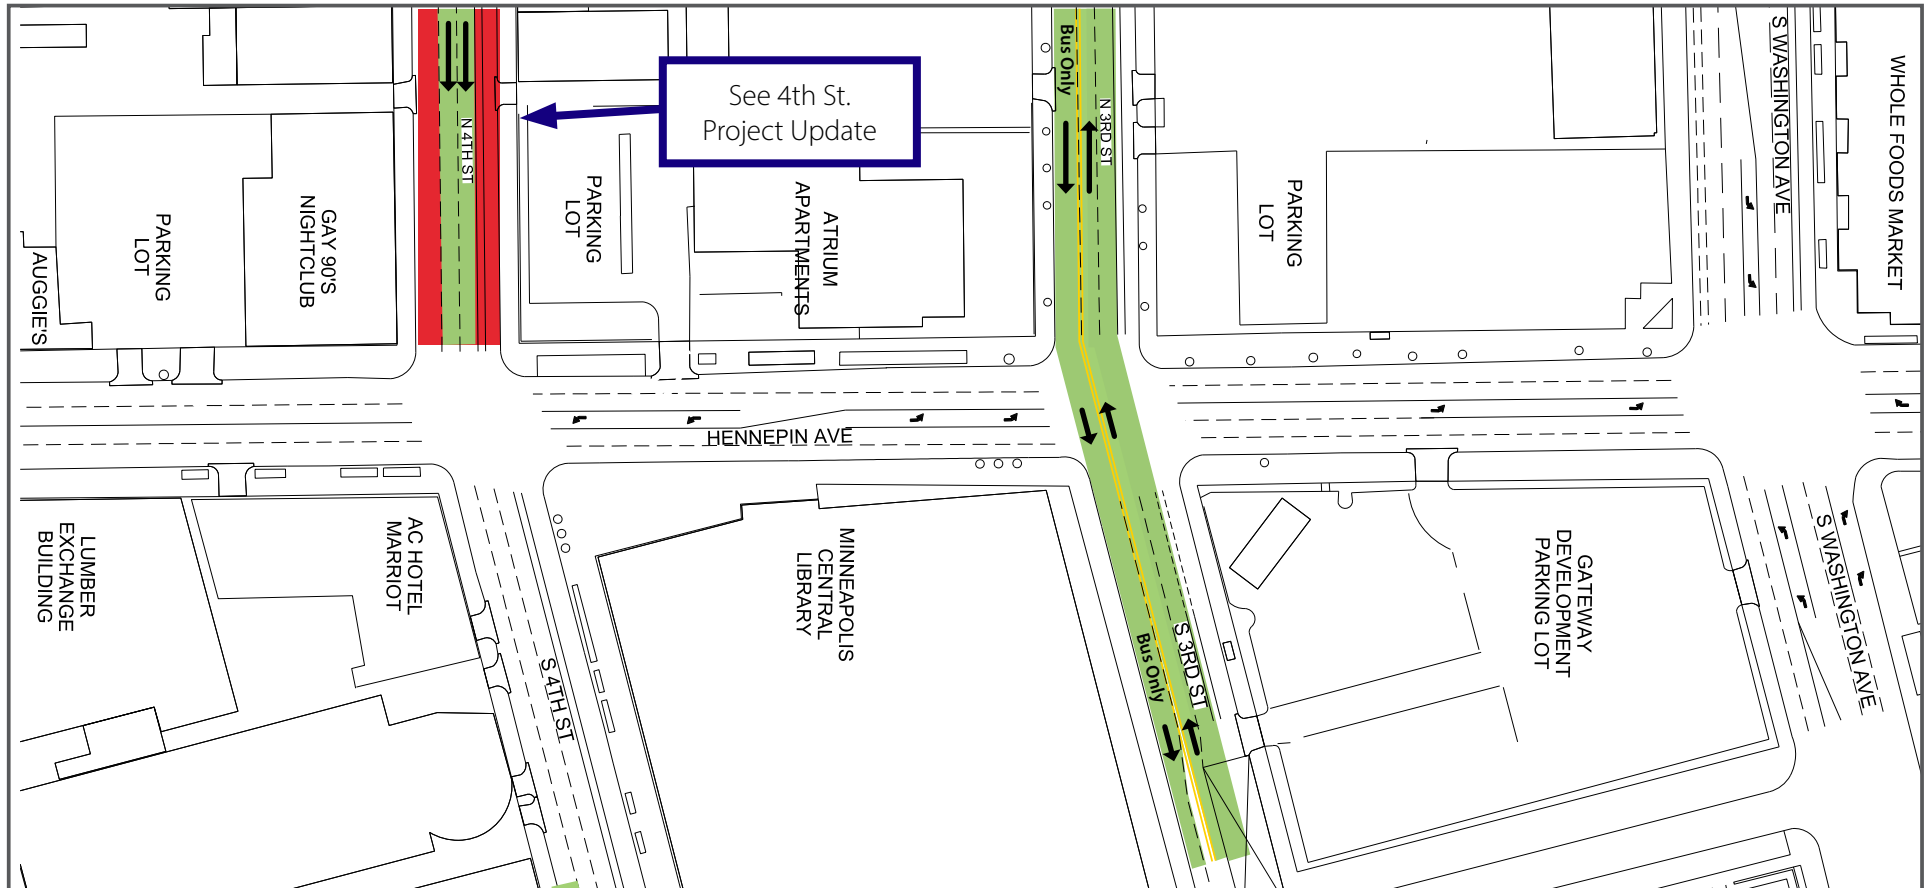 Bus Only
S WASHINGTON AVE
WHOLE FOODS MARKET
See 4th St.
Project Update
N 4TH ST
N 3RD ST
PARKING
LOT
GAY 90'S
NIGHTCLUB
PARKING
LOT
ATRIUM
APARTMENTS
PARKING
LOT
AUGGIE'S
HENNEPIN AVE
LUMBER
EXCHANGE
BUILDING
AC HOTEL
MARRIOT
MINNEAPOLIS
CENTRAL
LIBRARY
GATEWAY
DEVELOPMENT
PARKING LOT
S WASHINGTON AVE
S 4TH ST
S 3RD ST
Bus Only